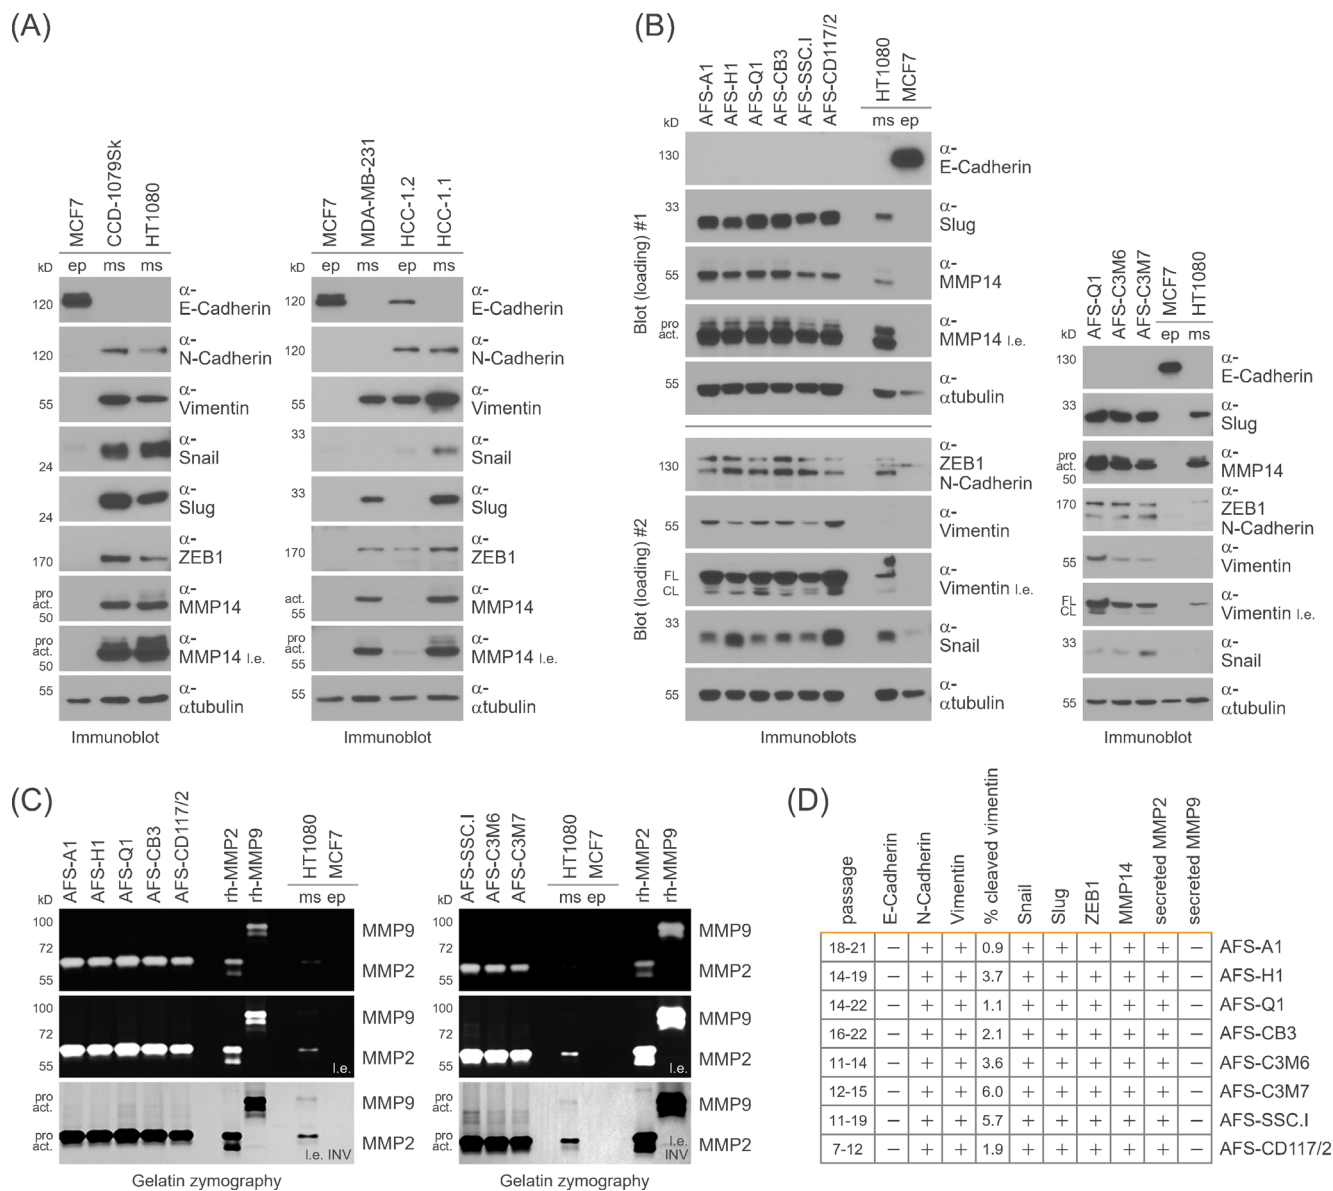 (A)
MCF7
CCD-1079Sk
HT1080
kD
ep
ms
ms
120
α-
E-Cadherin
120
α-
N-Cadherin
55
α-
Vimentin
24
α-
Snail
24
α-
Slug
170
α-
ZEB1
pro
act.
50
α-
MMP14
pro
act.
50
α-
MMP14 l.e.
55
α-
αtubulin
Immunoblot
MCF7
MDA-MB-231
HCC-1.2
HCC-1.1
kD
ep
ms
ep
ms
120
α-
E-Cadherin
120
α-
N-Cadherin
55
α-
Vimentin
33
α-
Snail
33
α-
Slug
170
α-
ZEB1
act.
55
α-
MMP14
pro
act.
55
α-
MMP14 l.e.
55
α-
αtubulin
Immunoblot
(B)
AFS-A1
AFS-H1
AFS-Q1
AFS-CB3
AFS-SSC.I
AFS-CD117/2
HT1080
MCF7
kD
ms
ep
Blot (loading) #1
130
α-
E-Cadherin
33
α-
Slug
55
α-
MMP14
pro
act.
α-
MMP14 l.e.
55
α-
αtubulin
Blot (loading) #2
130
α-
ZEB1
N-Cadherin
55
α-
Vimentin
FL
CL
α-
Vimentin l.e.
33
α-
Snail
55
α-
αtubulin
Immunoblots
AFS-Q1
AFS-C3M6
AFS-C3M7
MCF7
HT1080
kD
ep
ms
130
α-
E-Cadherin
33
α-
Slug
pro
act.
50
α-
MMP14
170
α-
ZEB1
N-Cadherin
55
α-
Vimentin
FL
CL
α-
Vimentin l.e.
33
α-
Snail
55
α-
αtubulin
Immunoblot
(C)
AFS-A1
AFS-H1
AFS-Q1
AFS-CB3
AFS-CD117/2
rh-MMP2
rh-MMP9
HT1080
MCF7
kD
ms
ep
100
72
55
MMP9
MMP2
100
72
55
MMP9
MMP2
l.e.
pro
act.
pro
act.
MMP9
MMP2
l.e. INV
Gelatin zymography
AFS-SSC.I
AFS-C3M6
AFS-C3M7
HT1080
MCF7
rh-MMP2
rh-MMP9
kD
ms ep
100
72
55
MMP9
MMP2
100
72
55
MMP9
MMP2
l.e.
pro
act.
pro
act.
MMP9
MMP2
l.e.
INV
Gelatin zymography
(D)
passage E-Cadherin N-Cadherin Vimentin % cleaved vimentin Snail Slug ZEB1 MMP14 secreted MMP2 secreted MMP9
18-21 − + + 0.9 + + + + + − AFS-A1
14-19 − + + 3.7 + + + + + − AFS-H1
14-22 − + + 1.1 + + + + + − AFS-Q1
16-22 − + + 2.1 + + + + + − AFS-CB3
11-14 − + + 3.6 + + + + + − AFS-C3M6
12-15 − + + 6.0 + + + + + − AFS-C3M7
11-19 − + + 5.7 + + + + + − AFS-SSC.I
7-12 − + + 1.9 + + + + + − AFS-CD117/2